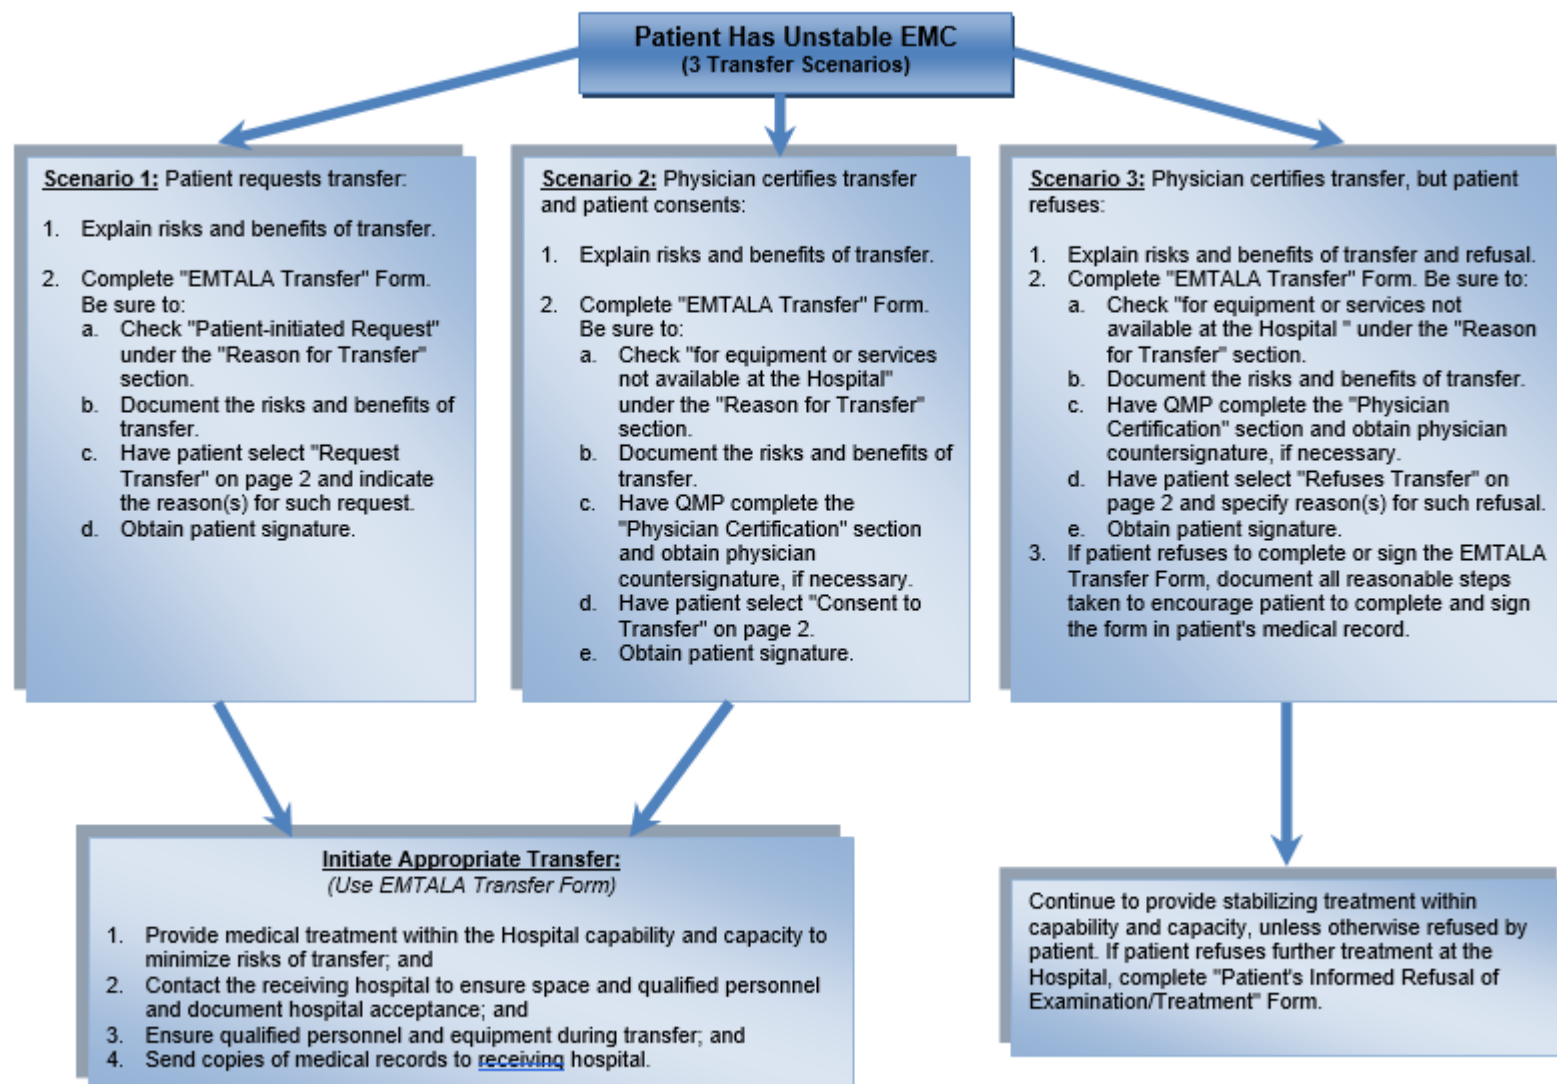 Patient Has Unstable EMC
(3 Transfer Scenarios)
Scenario 1: Patient requests transfer:
1. Explain risks and benefits of transfer.
2. Complete "EMTALA Transfer" Form.
Be sure to:
a. Check "Patient-initiated Request"
under the "Reason for Transfer"
section.
b. Document the risks and benefits of
transfer.
c. Have patient select "Request
Transfer" on page 2 and indicate
the reason(s) for such request.
d. Obtain patient signature.
Scenario 2: Physician certifies transfer
and patient consents:
1. Explain risks and benefits of transfer.
2. Complete "EMTALA Transfer" Form.
Be sure to:
a. Check "for equipment or services
not available at the Hospital"
under the "Reason for Transfer"
section.
b. Document the risks and benefits of
transfer.
c. Have QMP complete the
"Physician Certification" section
and obtain physician
countersignature, if necessary.
d. Have patient select "Consent to
Transfer" on page 2.
e. Obtain patient signature.
Scenario 3: Physician certifies transfer, but patient
refuses:
1. Explain risks and benefits of transfer and refusal.
2. Complete "EMTALA Transfer" Form. Be sure to:
a. Check "for equipment or services not
available at the Hospital " under the "Reason
for Transfer" section.
b. Document the risks and benefits of transfer.
c. Have QMP complete the "Physician
Certification" section and obtain physician
countersignature, if necessary.
d. Have patient select "Refuses Transfer" on
page 2 and specify reason(s) for such refusal.
e. Obtain patient signature.
3. If patient refuses to complete or sign the EMTALA
Transfer Form, document all reasonable steps
taken to encourage patient to complete and sign
the form in patient's medical record.
Initiate Appropriate Transfer:
(Use EMTALA Transfer Form)
1. Provide medical treatment within the Hospital capability and capacity to
minimize risks of transfer; and
2. Contact the receiving hospital to ensure space and qualified personnel
and document hospital acceptance; and
3. Ensure qualified personnel and equipment during transfer; and
4. Send copies of medical records to receiving hospital.
Continue to provide stabilizing treatment within
capability and capacity, unless otherwise refused by
patient. If patient refuses further treatment at the
Hospital, complete "Patient's Informed Refusal of
Examination/Treatment" Form.